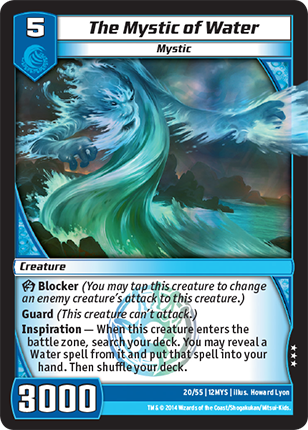 5
The Mystic of Water
Mystic
Creature
Blocker (You may tap this creature to change
an enemy creature's attack to this creature.)
Guard (This creature can't attack.)
Inspiration — When this creature enters the
battle zone, search your deck. You may reveal a
Water spell from it and put that spell into your
hand. Then shuffle your deck.
3000
20/55 | 12MYS | Illus. Howard Lyon
TM & © 2014 Wizards of the Coast/Shogakukan/Mitsui-Kids.